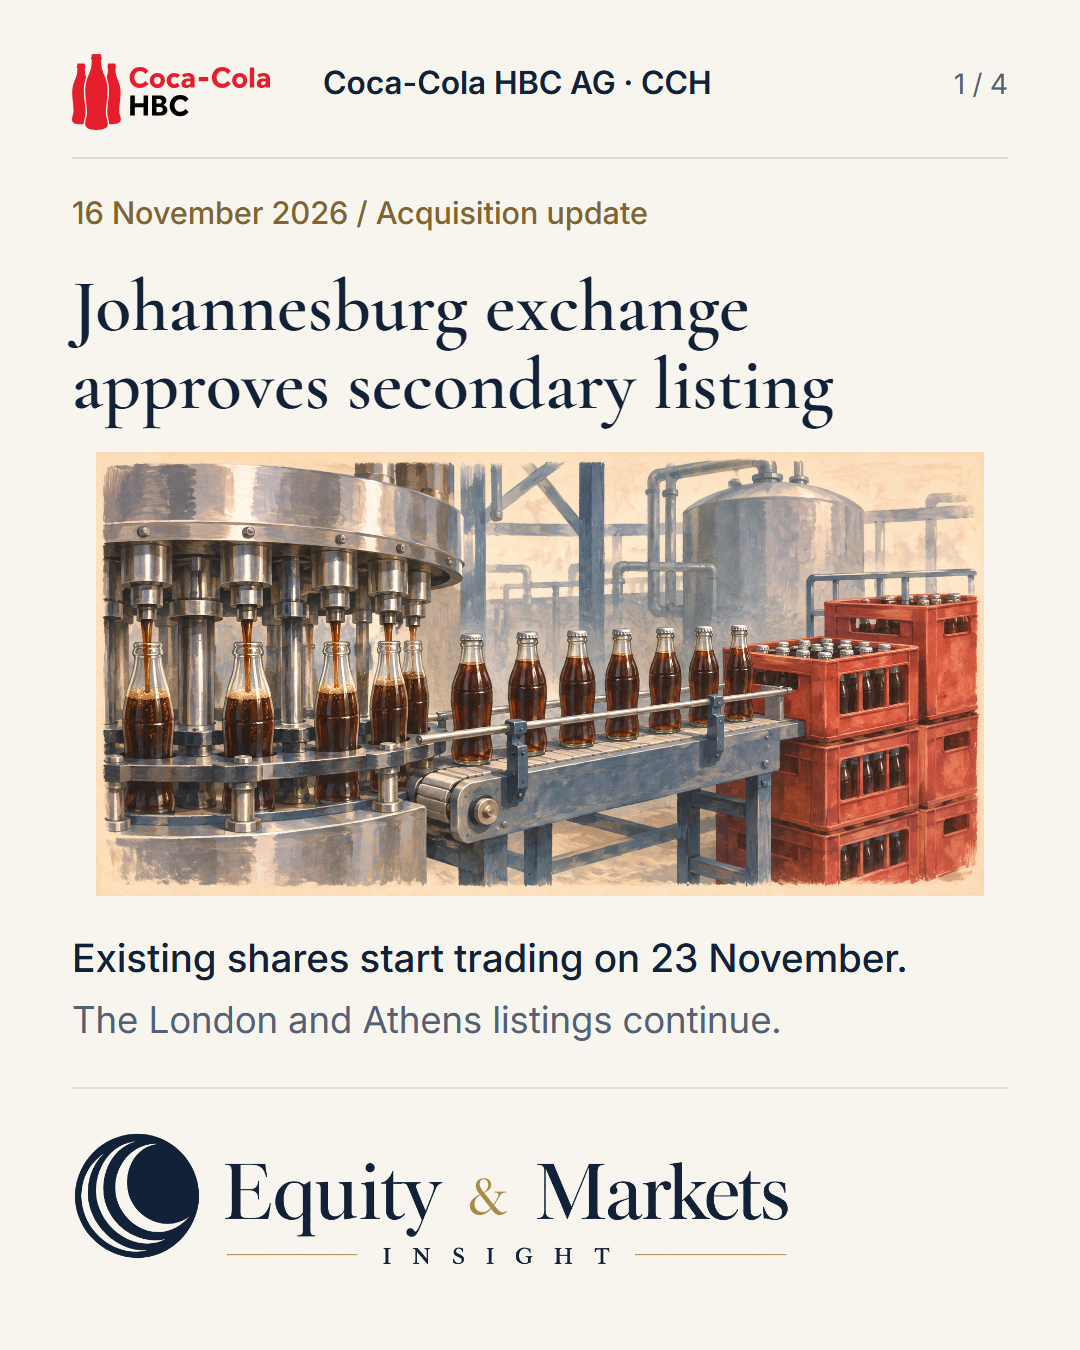 Coca-Cola
HBC
Coca-Cola HBC AG · CCH
1 / 4
16 November 2026 / Acquisition update
Johannesburg exchange
approves secondary listing
Existing shares start trading on 23 November.
The London and Athens listings continue.
Equity & Markets
INSIGHT